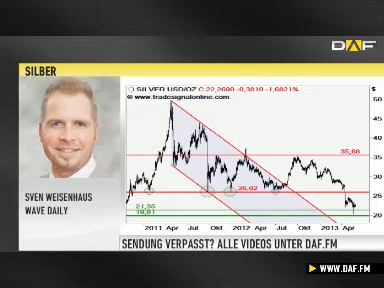 DAF
SILBER
SILVER USD/OZ C 22,2690 -0,3810 -1,6821%
© www.tradesignalonline.com
$
50
45
40
35,68
35
30
26,02
25
21,35
19,81
20
2011 Apr Jul Okt 2012 Apr Jul Okt 2013 Apr
SVEN WEISENHAUS
WAVE DAILY
SENDUNG VERPASST? ALLE VIDEOS UNTER DAF.FM
WWW.DAF.FM